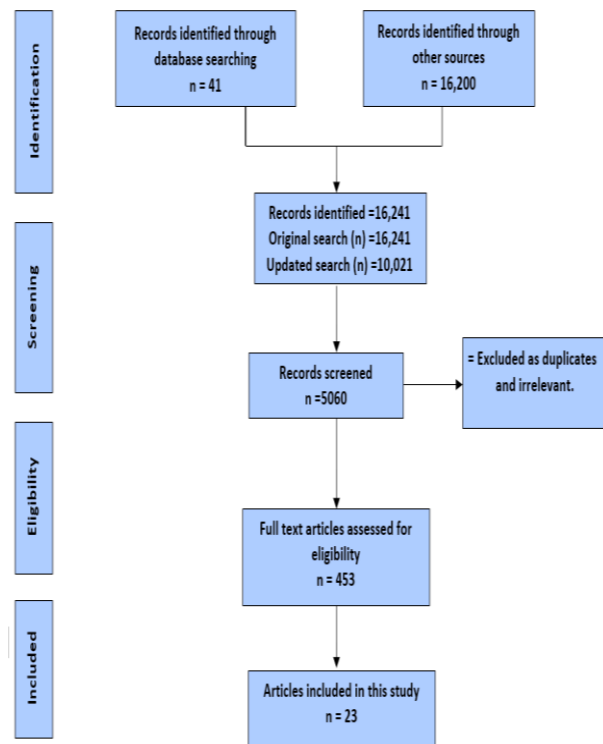 Identification
Records identified through
database searching
n = 41
Records identified through
other sources
n = 16,200
Records identified =16,241
Original search (n) =16,241
Updated search (n) =10,021
Screening
Records screened
n =5060
= Excluded as duplicates
and irrelevant.
Eligibility
Full text articles assessed for
eligibility
n = 453
Included
Articles included in this study
n = 23